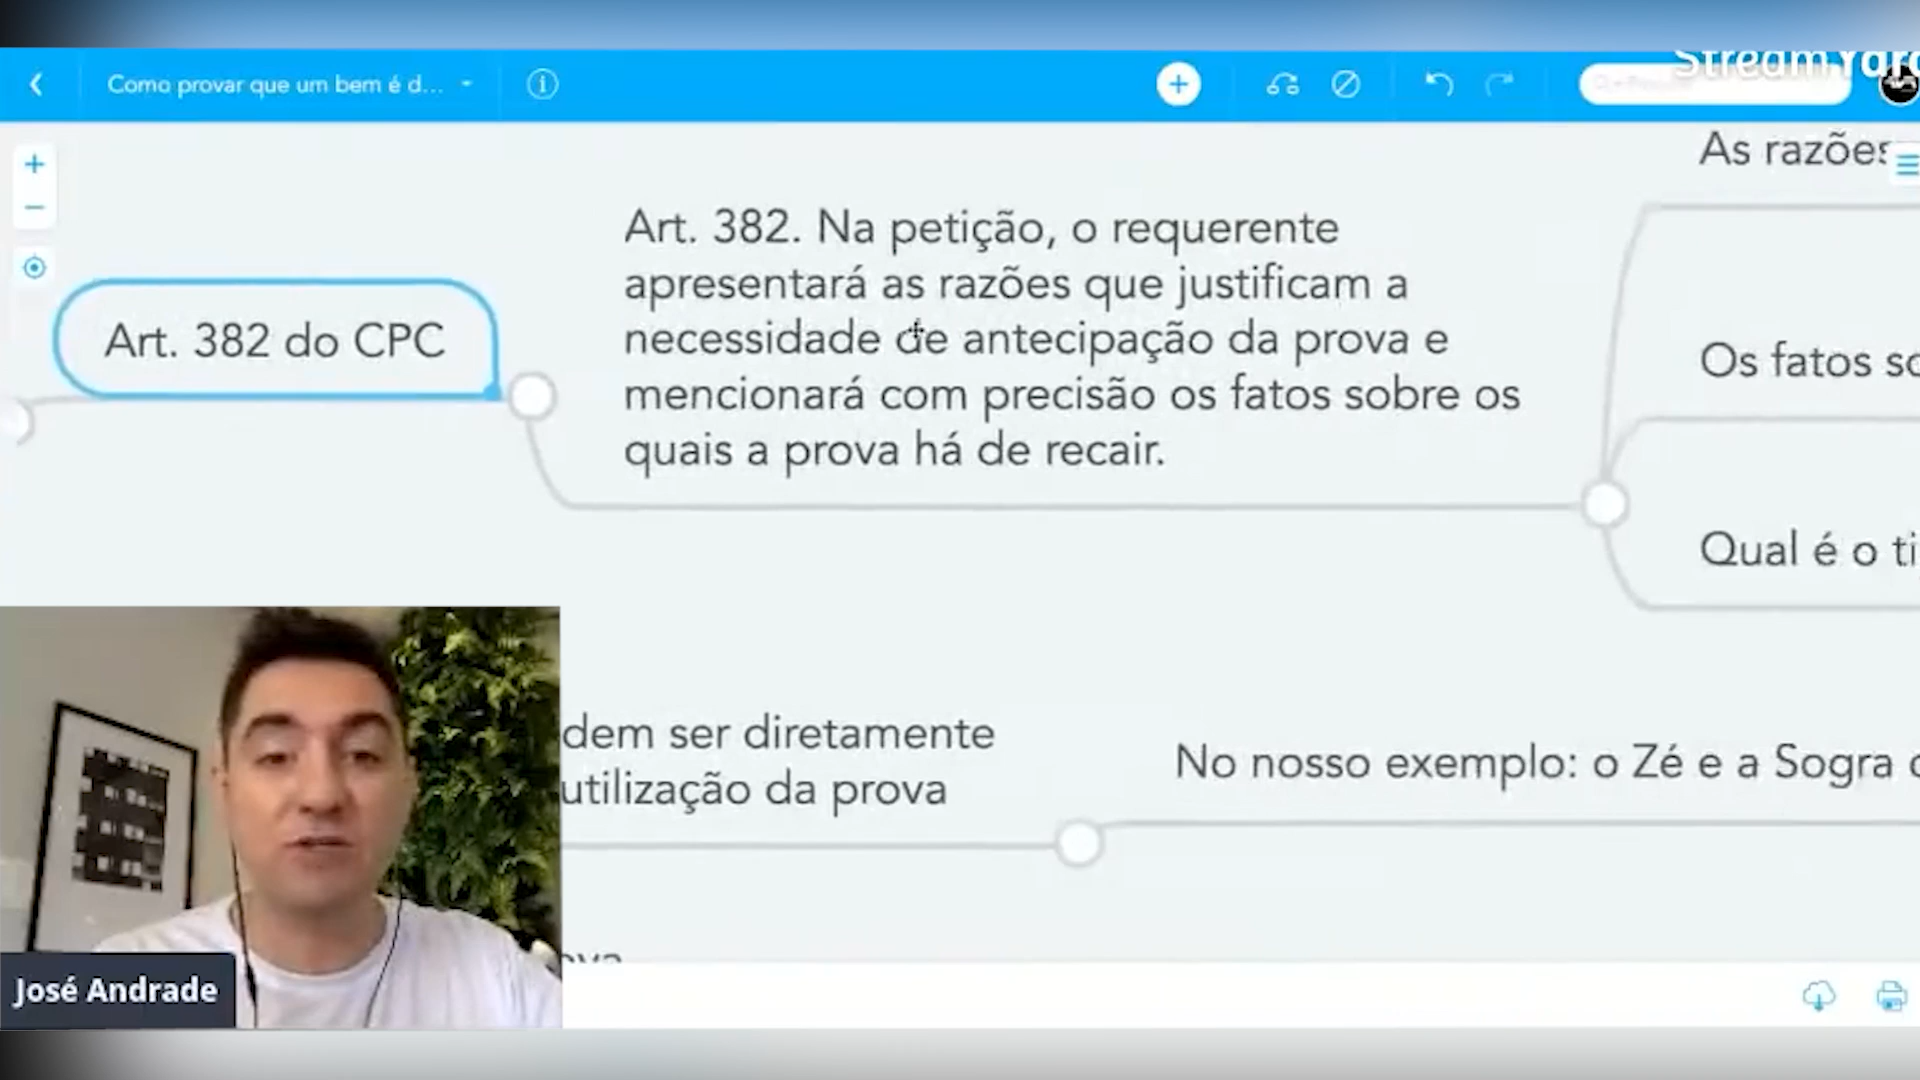 StreamYard
Como provar que um bem é d...
As razões
Art. 382. Na petição, o requerente
apresentará as razões que justificam a
necessidade de antecipação da prova e
mencionará com precisão os fatos sobre os
quais a prova há de recair.
Art. 382 do CPC
Os fatos so
Qual é o ti
dem ser diretamente
utilização da prova
No nosso exemplo: o Zé e a Sogra
José Andrade